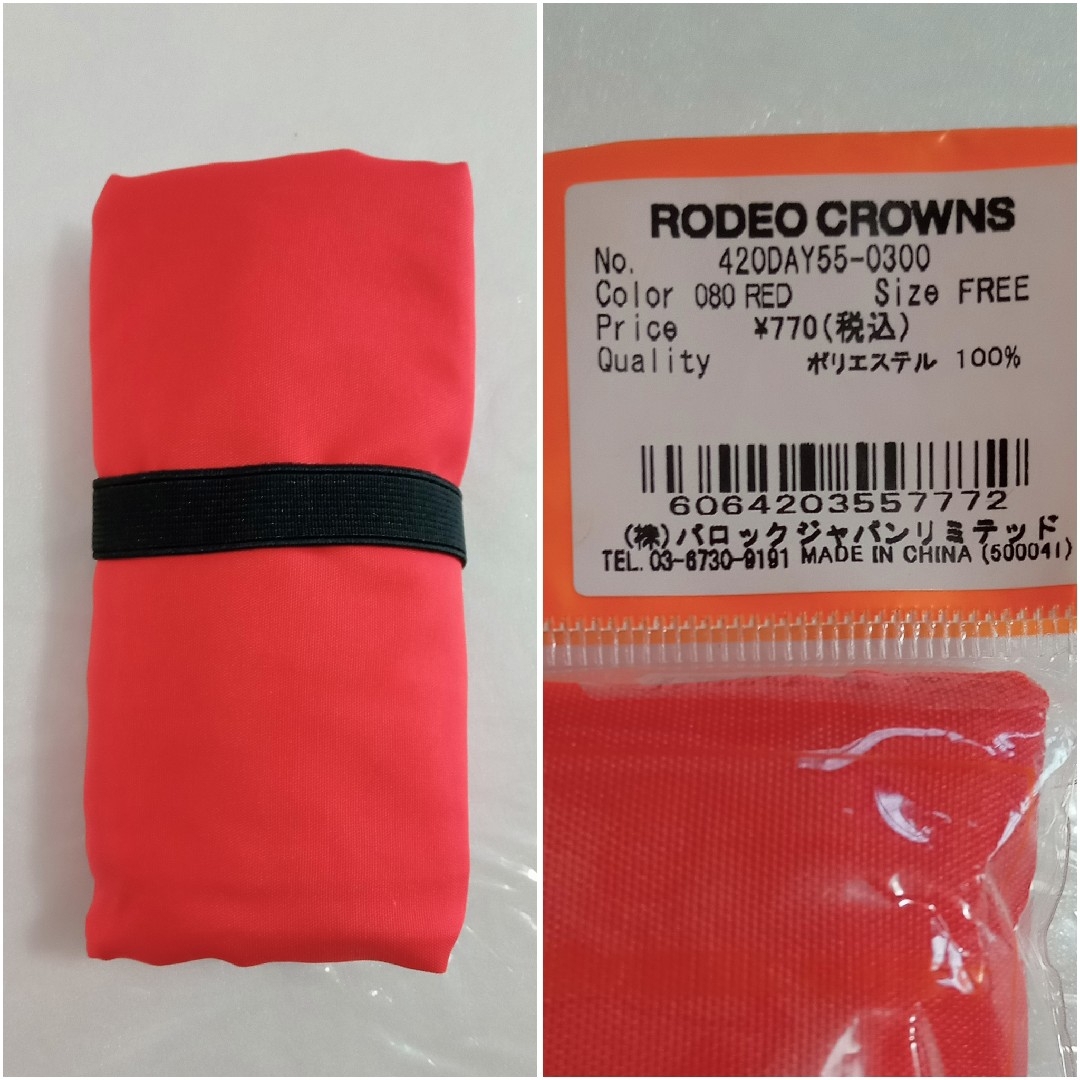 RODEO CROWNS
No. 420DAY55-0300
Color 080 RED Size FREE
Price ¥770(税込)
Quality ポリエステル 100%
6064203557772
(株)バロックジャパンリミテッド
TEL. 03-6730-9191 MADE IN CHINA (500041)